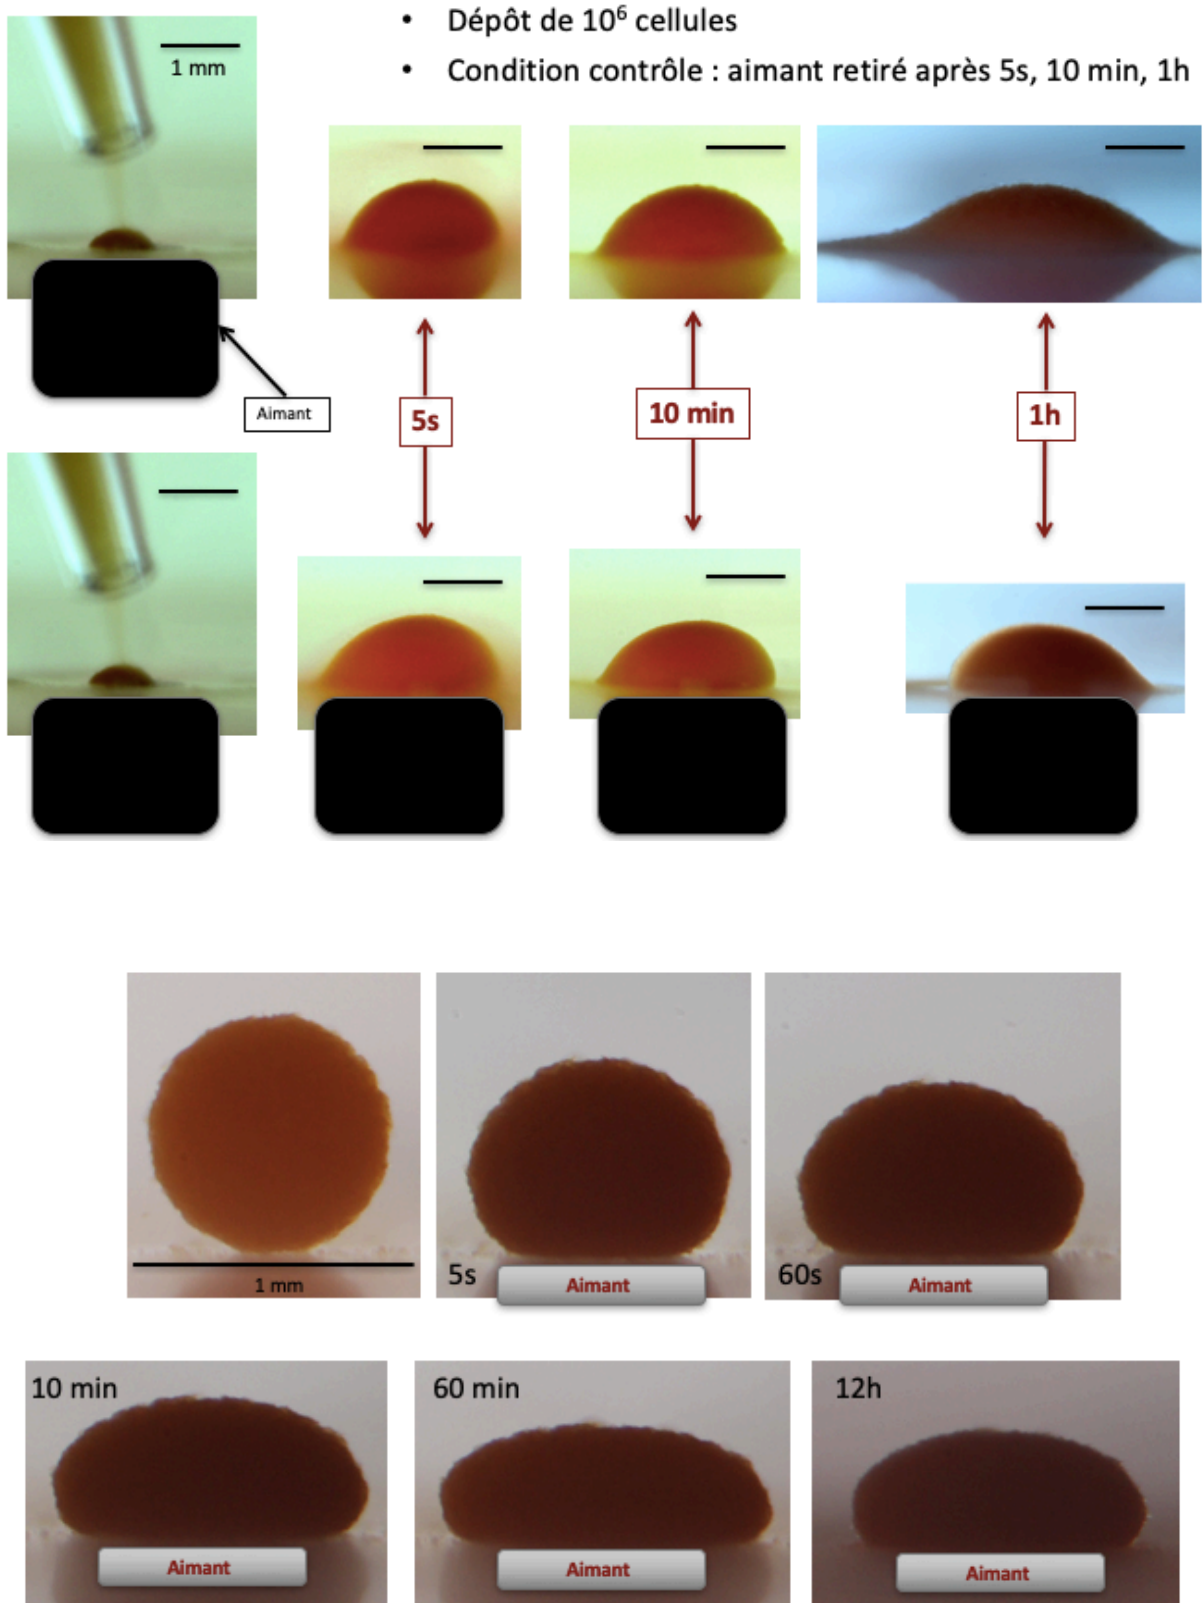 • Dépôt de 10⁶ cellules
• Condition contrôle : aimant retiré après 5s, 10 min, 1h
1 mm
Aimant
5s
10 min
1h
1 mm
5s
Aimant
60s
Aimant
10 min
Aimant
60 min
Aimant
12h
Aimant